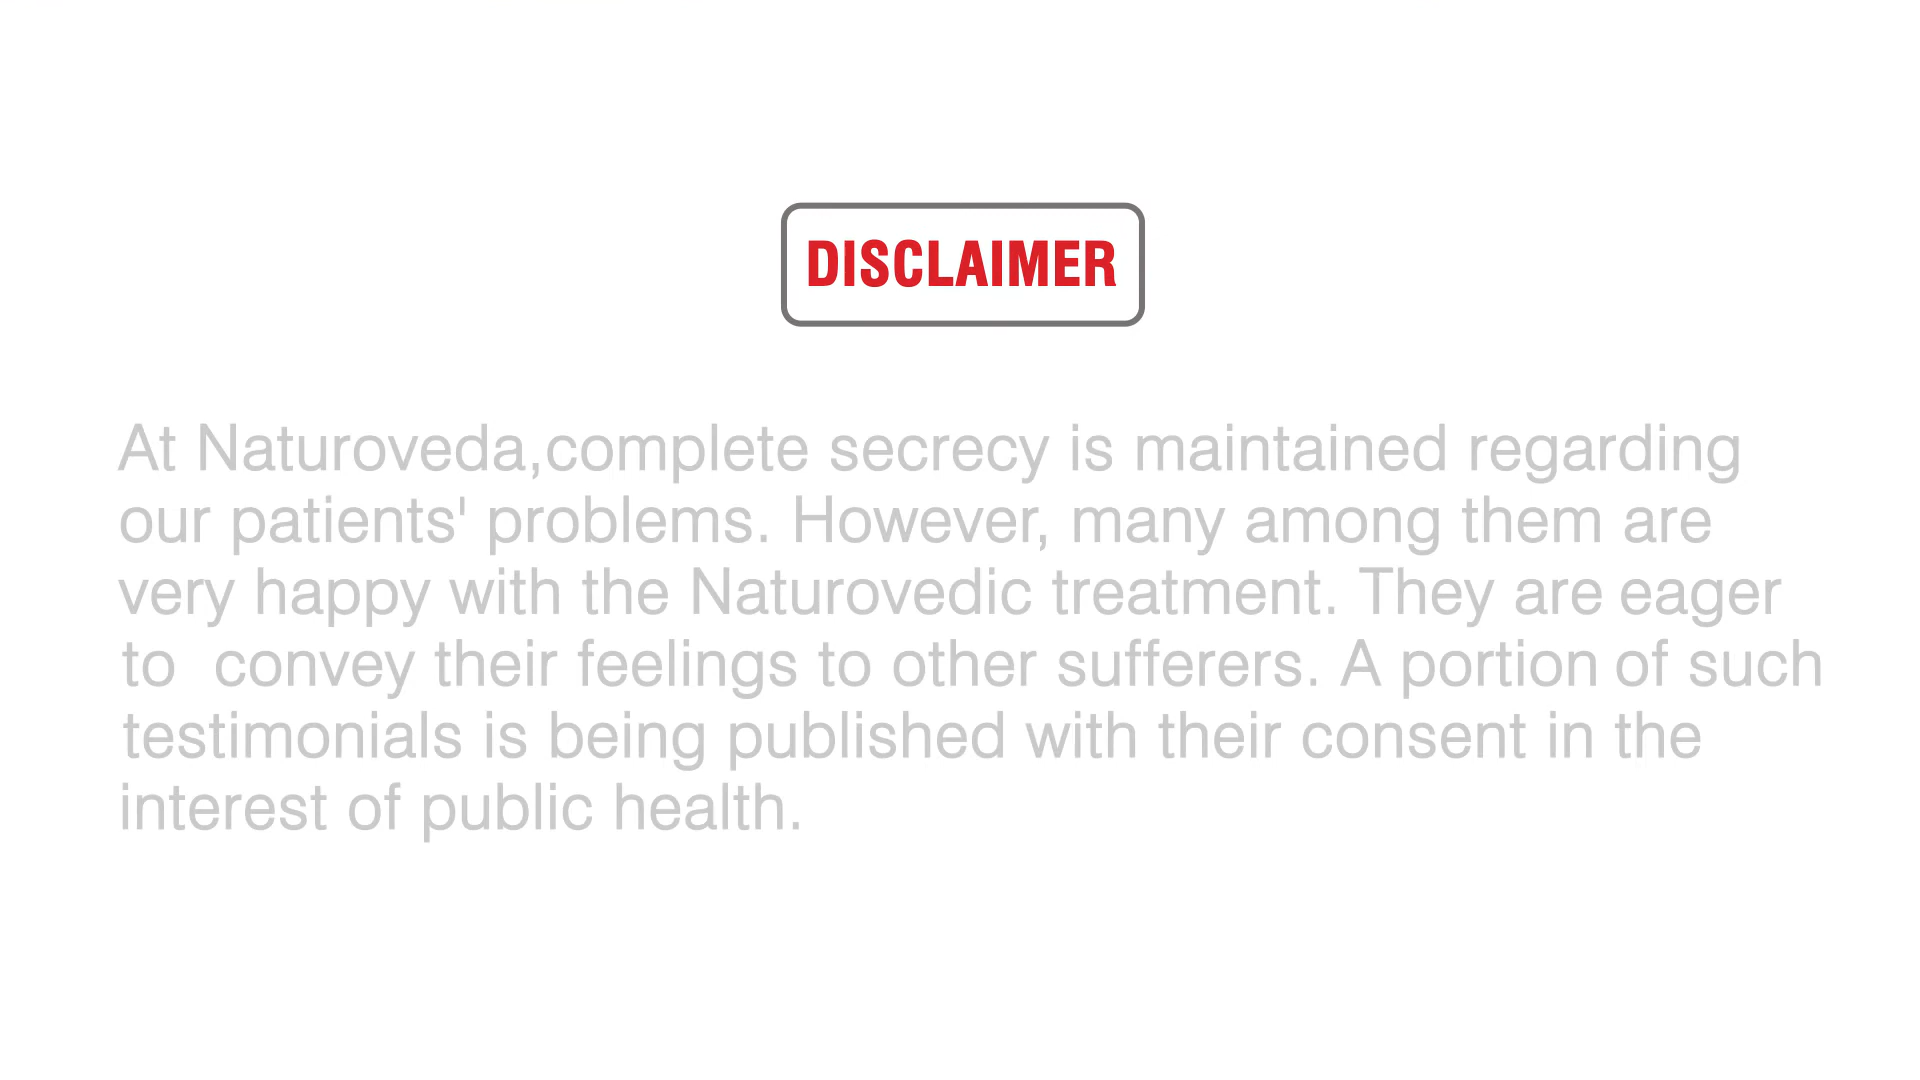 DISCLAIMER
At Naturoveda,complete secrecy is maintained regarding
our patients' problems. However, many among them are
very happy with the Naturovedic treatment. They are eager
to  convey their feelings to other sufferers. A portion of such
testimonials is being published with their consent in the
interest of public health.